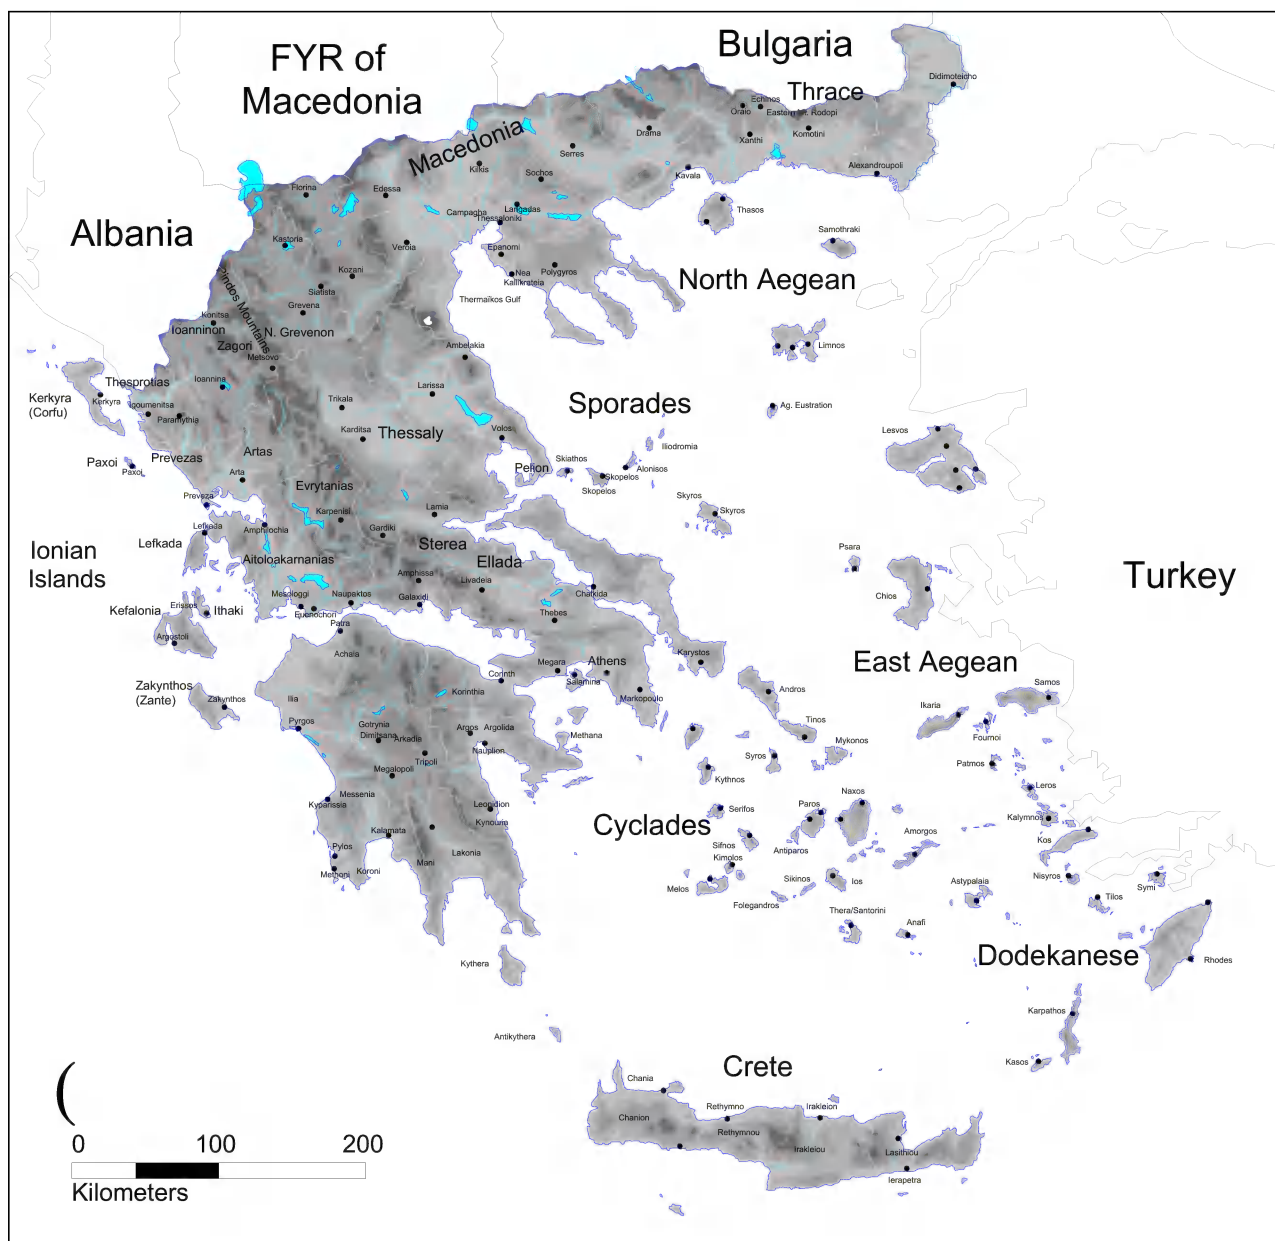 FYR of
Macedonia
Bulgaria
Thrace
Didimoteicho
Echinos
Oraio
Eastern Mt. Rodopi
Xanthi
Komotini
Drama
Macedonia
Serres
Kilkis
Sochos
Kavala
Alexandroupoli
Florina
Edessa
Campagha
Langadas
Thessaloniki
Thasos
Samothraki
Albania
Kastoria
Veroia
Epanomi
Nea
Kallikrateia
Polygyros
North Aegean
Kozani
Siatista
Thermaikos Gulf
Pindos Mountains
Grevena
Konitsa
Ioanninon
N. Grevenon
Zagori
Metsovo
Ambelakia
Limnos
Thesprotias
Ioannina
Larissa
Kerkyra
(Corfu)
Kerkyra
Igoumenitsa
Paramythia
Trikala
Sporades
Ag. Eustration
Karditsa
Thessaly
Volos
Lesvos
Iliodromia
Artas
Prevezas
Paxoi
Paxoi
Arta
Pelion
Skiathos
Alonisos
Skopelos
Skopelos
Evrytanias
Preveza
Karpenisi
Lamia
Skyros
Skyros
Lefkada
Amphilochia
Gardiki
Lefkada
Sterea
Ellada
Psara
Ionian
Islands
Aitoloakarnanias
Turkey
Amphissa
Livadeia
Chalkida
Chios
Mesologgi
Naupaktos
Galaxidi
Erissos
Kefalonia
Ithaki
Euenochori
Thebes
Patra
Argostoli
Achaia
Megara
Athens
Karystos
East Aegean
Corinth
Salamina
Zakynthos
(Zante)
Zakynthos
Ilia
Korinthia
Markopoulo
Andros
Samos
Ikaria
Pyrgos
Gotrynia
Dimitsana
Arkadia
Argos
Argolida
Nauplion
Methana
Tinos
Mykonos
Fournoi
Syros
Tripoli
Megalopoli
Patmos
Kythnos
Leros
Messenia
Kyparissia
Leonidion
Kynouria
Serifos
Paros
Naxos
Kalymnos
Cyclades
Kalamata
Amorgos
Kos
Sifnos
Antiparos
Pylos
Lakonia
Mani
Kimolos
Methoni
Koroni
Melos
Sikinos
Ios
Astypalaia
Nisyros
Symi
Tilos
Folegandros
Thera/Santorini
Anafi
Kythera
Dodekanese
Rhodes
Karpathos
Antikythera
Kasos
Crete
Chania
Rethymno
Irakleion
Chanion
Rethymnou
Irakleiou
Lasithiou
Ierapetra
(
0 100 200
Kilometers